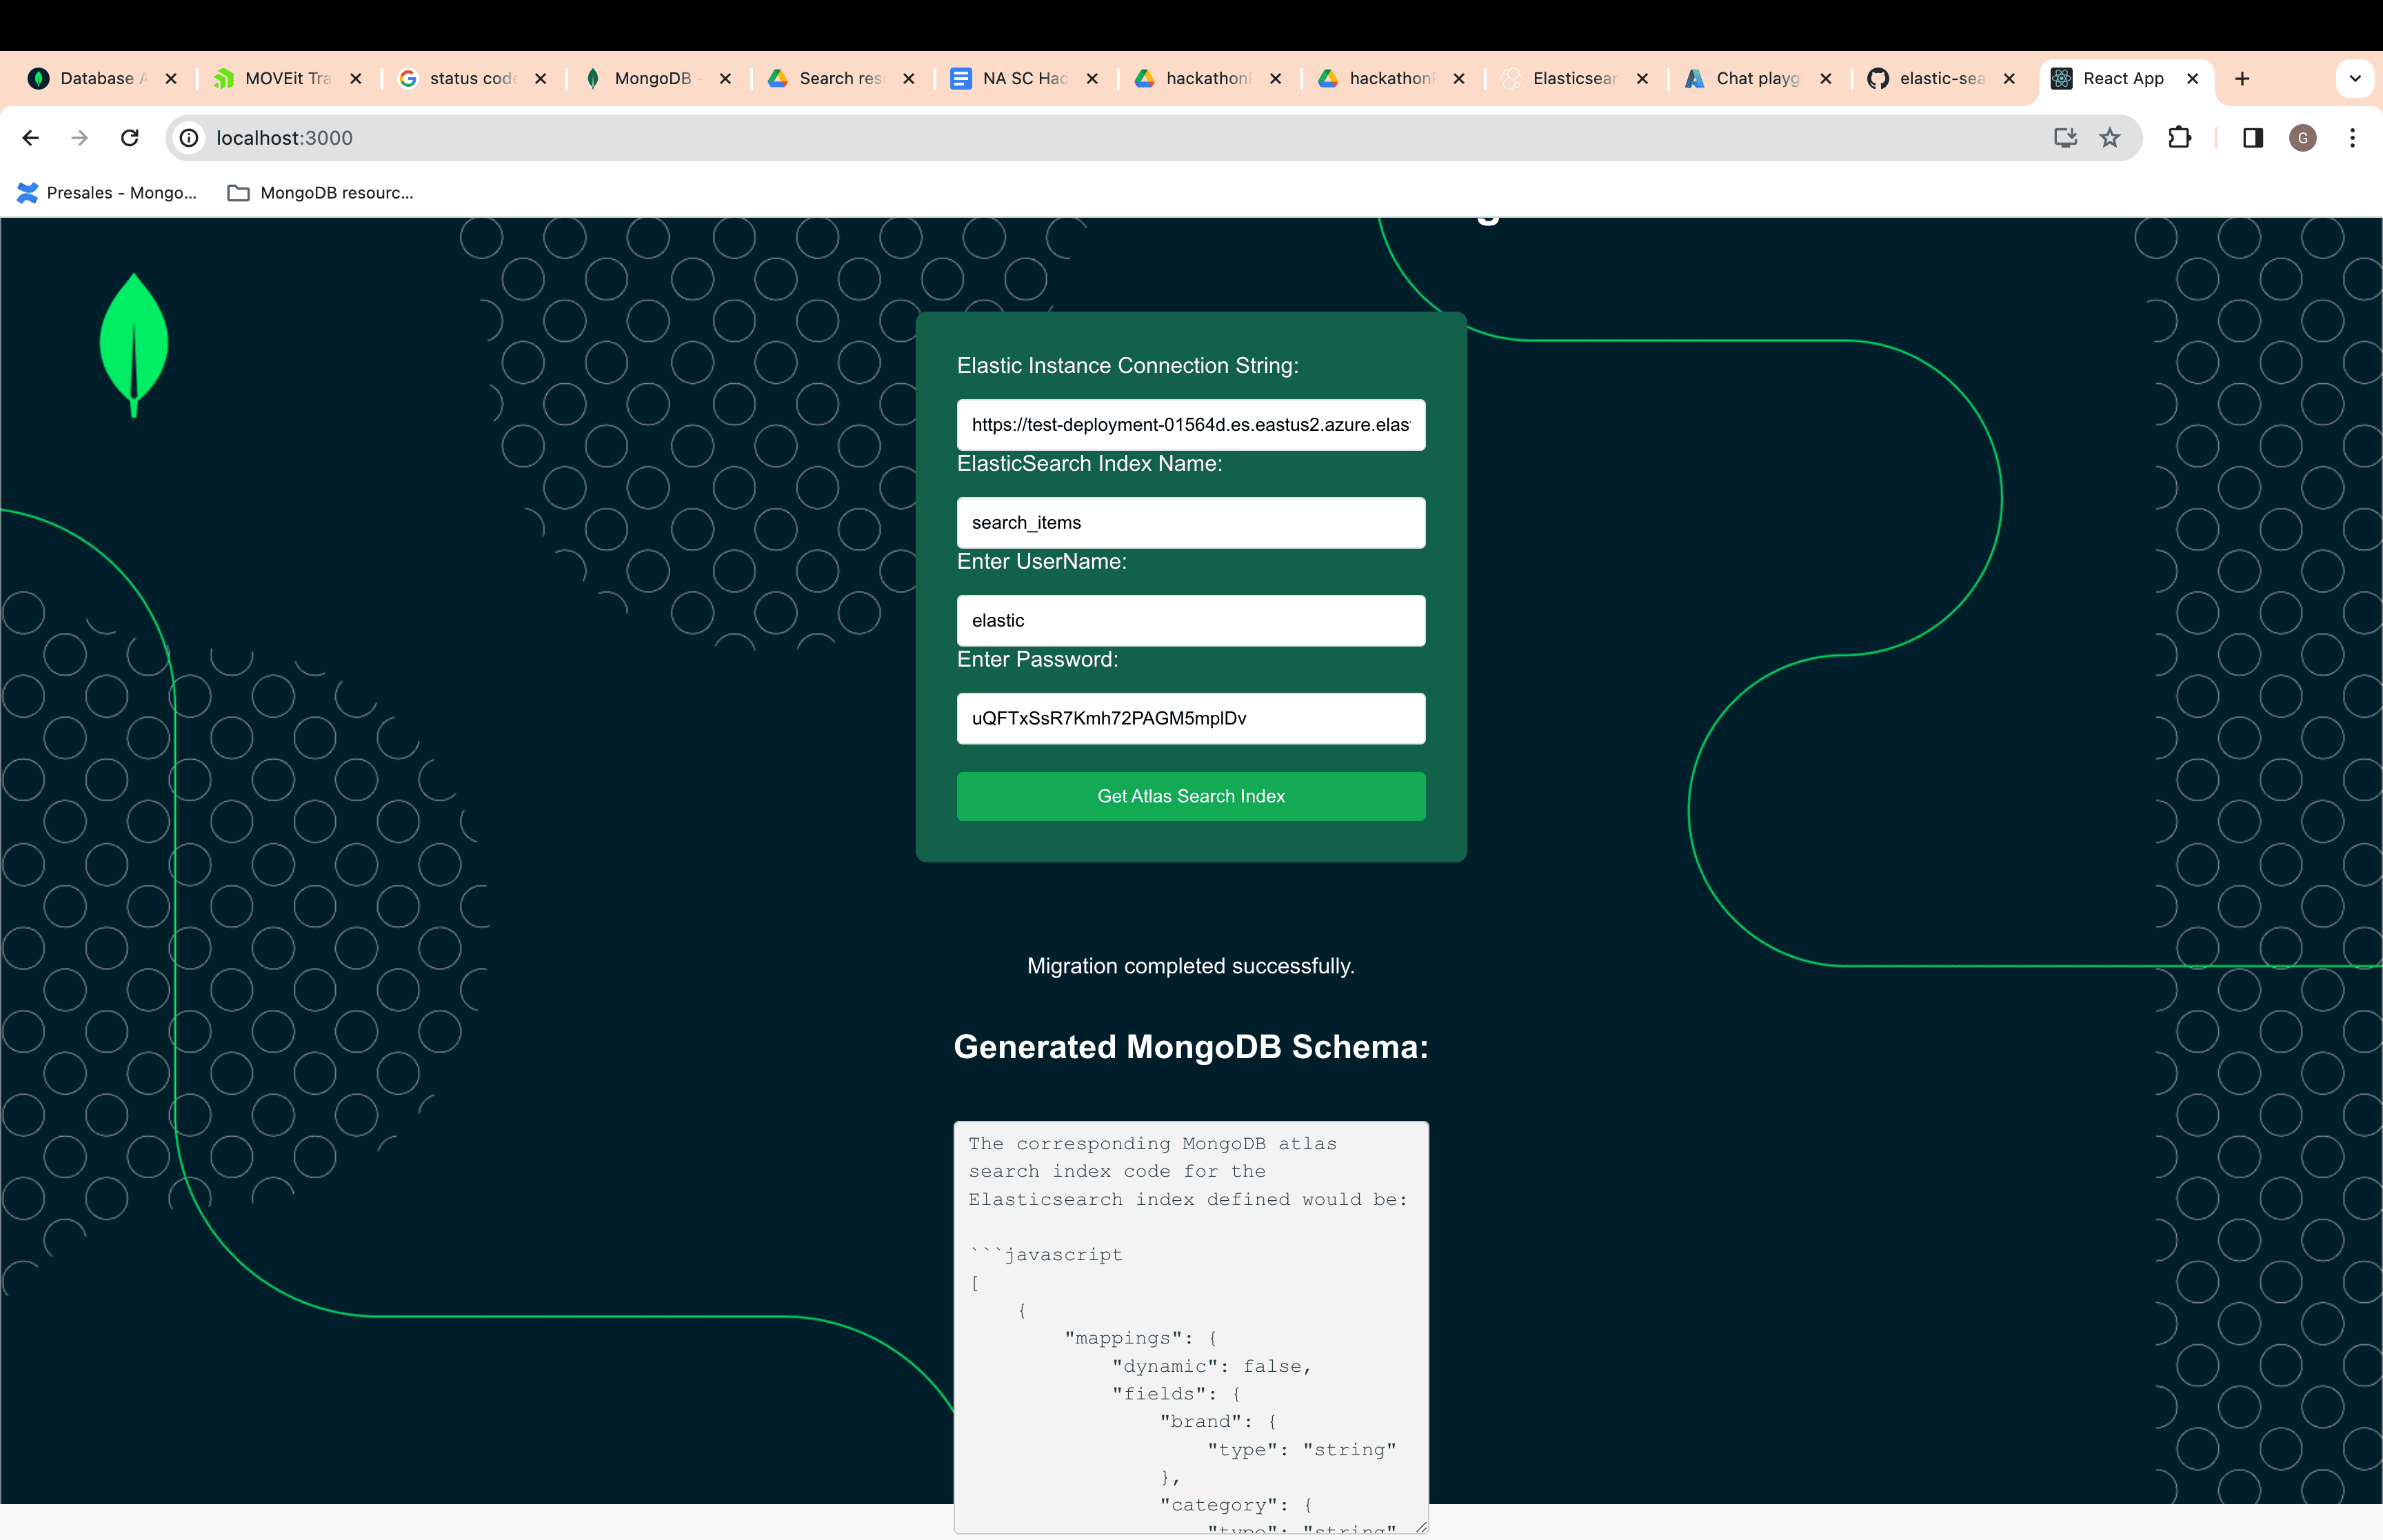 Database
MOVEit Tra
status code
MongoDB -
Search res
NA SC Hac
hackathon
hackathon
Elasticsear
Chat playg
elastic-sea
React App
localhost:3000
G
Presales - Mongo...
MongoDB resourc...
Elastic Instance Connection String:
https://test-deployment-01564d.es.eastus2.azure.elas
ElasticSearch Index Name:
search_items
Enter UserName:
elastic
Enter Password:
uQFTxSsR7Kmh72PAGM5mplDv
Get Atlas Search Index
Migration completed successfully.
Generated MongoDB Schema:
The corresponding MongoDB atlas
search index code for the
Elasticsearch index defined would be:
```javascript
[
{
"mappings": {
"dynamic": false,
"fields": {
"brand": {
"type": "string"
},
"category": {
"type": "string"